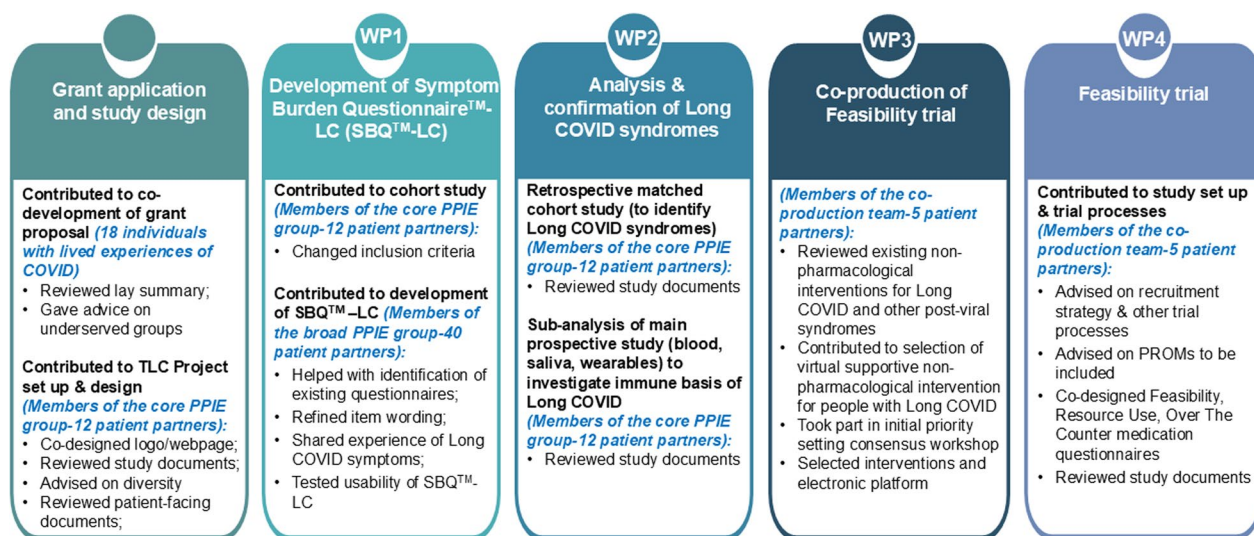 Grant application
and study design
Contributed to co-
development of grant
proposal (18 individuals
with lived experiences of
COVID)
• Reviewed lay summary;
• Gave advice on
underserved groups
Contributed to TLC Project
set up & design
(Members of the core PPIE
group-12 patient partners):
• Co-designed logo/webpage;
• Reviewed study documents;
• Advised on diversity
• Reviewed patient-facing
documents;
WP1
Development of Symptom
Burden Questionnaire™-
LC (SBQ™-LC)
Contributed to cohort study
(Members of the core PPIE
group-12 patient partners):
• Changed inclusion criteria
Contributed to development
of SBQ™ –LC (Members of
the broad PPIE group-40
patient partners):
• Helped with identification of
existing questionnaires;
• Refined item wording;
• Shared experience of Long
COVID symptoms;
• Tested usability of SBQ™-
LC
WP2
Analysis &
confirmation of Long
COVID syndromes
Retrospective matched
cohort study (to identify
Long COVID syndromes)
(Members of the core PPIE
group-12 patient partners):
• Reviewed study documents
Sub-analysis of main
prospective study (blood,
saliva, wearables) to
investigate immune basis of
Long COVID
(Members of the core PPIE
group-12 patient partners):
• Reviewed study documents
WP3
Co-production of
Feasibility trial
(Members of the co-
production team-5 patient
partners):
• Reviewed existing non-
pharmacological
interventions for Long
COVID and other post-viral
syndromes
• Contributed to selection of
virtual supportive non-
pharmacological intervention
for people with Long COVID
• Took part in initial priority
setting consensus workshop
• Selected interventions and
electronic platform
WP4
Feasibility trial
Contributed to study set up
& trial processes
(Members of the co-
production team-5 patient
partners):
• Advised on recruitment
strategy & other trial
processes
• Advised on PROMs to be
included
• Co-designed Feasibility,
Resource Use, Over The
Counter medication
questionnaires
• Reviewed study documents